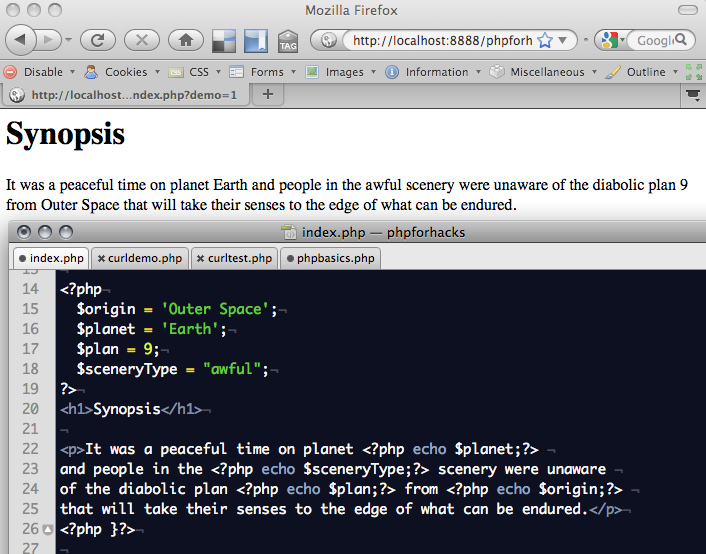 Mozilla Firefox
TAG http://localhost:8888/phpforh Google
Disable Cookies CSS Forms Images Information Miscellaneous Outline
http://localhost...ndex.php?demo=1 +
Synopsis
It was a peaceful time on planet Earth and people in the awful scenery were unaware of the diabolic plan 9
from Outer Space that will take their senses to the edge of what can be endured.
index.php — phpforhacks
index.php curldemo.php curltest.php phpbasics.php
13 ¬
14 <?php¬
15 $origin = 'Outer Space';¬
16 $planet = 'Earth';¬
17 $plan = 9;¬
18 $sceneryType = "awful";¬
19 ?>¬
20 <h1>Synopsis</h1>¬
21 ¬
22 <p>It was a peaceful time on planet <?php echo $planet;?> ¬
23 and people in the <?php echo $sceneryType;?> scenery were unaware ¬
24 of the diabolic plan <?php echo $plan;?> from <?php echo $origin;?> ¬
25 that will take their senses to the edge of what can be endured.</p>¬
26 <?php }?>¬
27 ¬